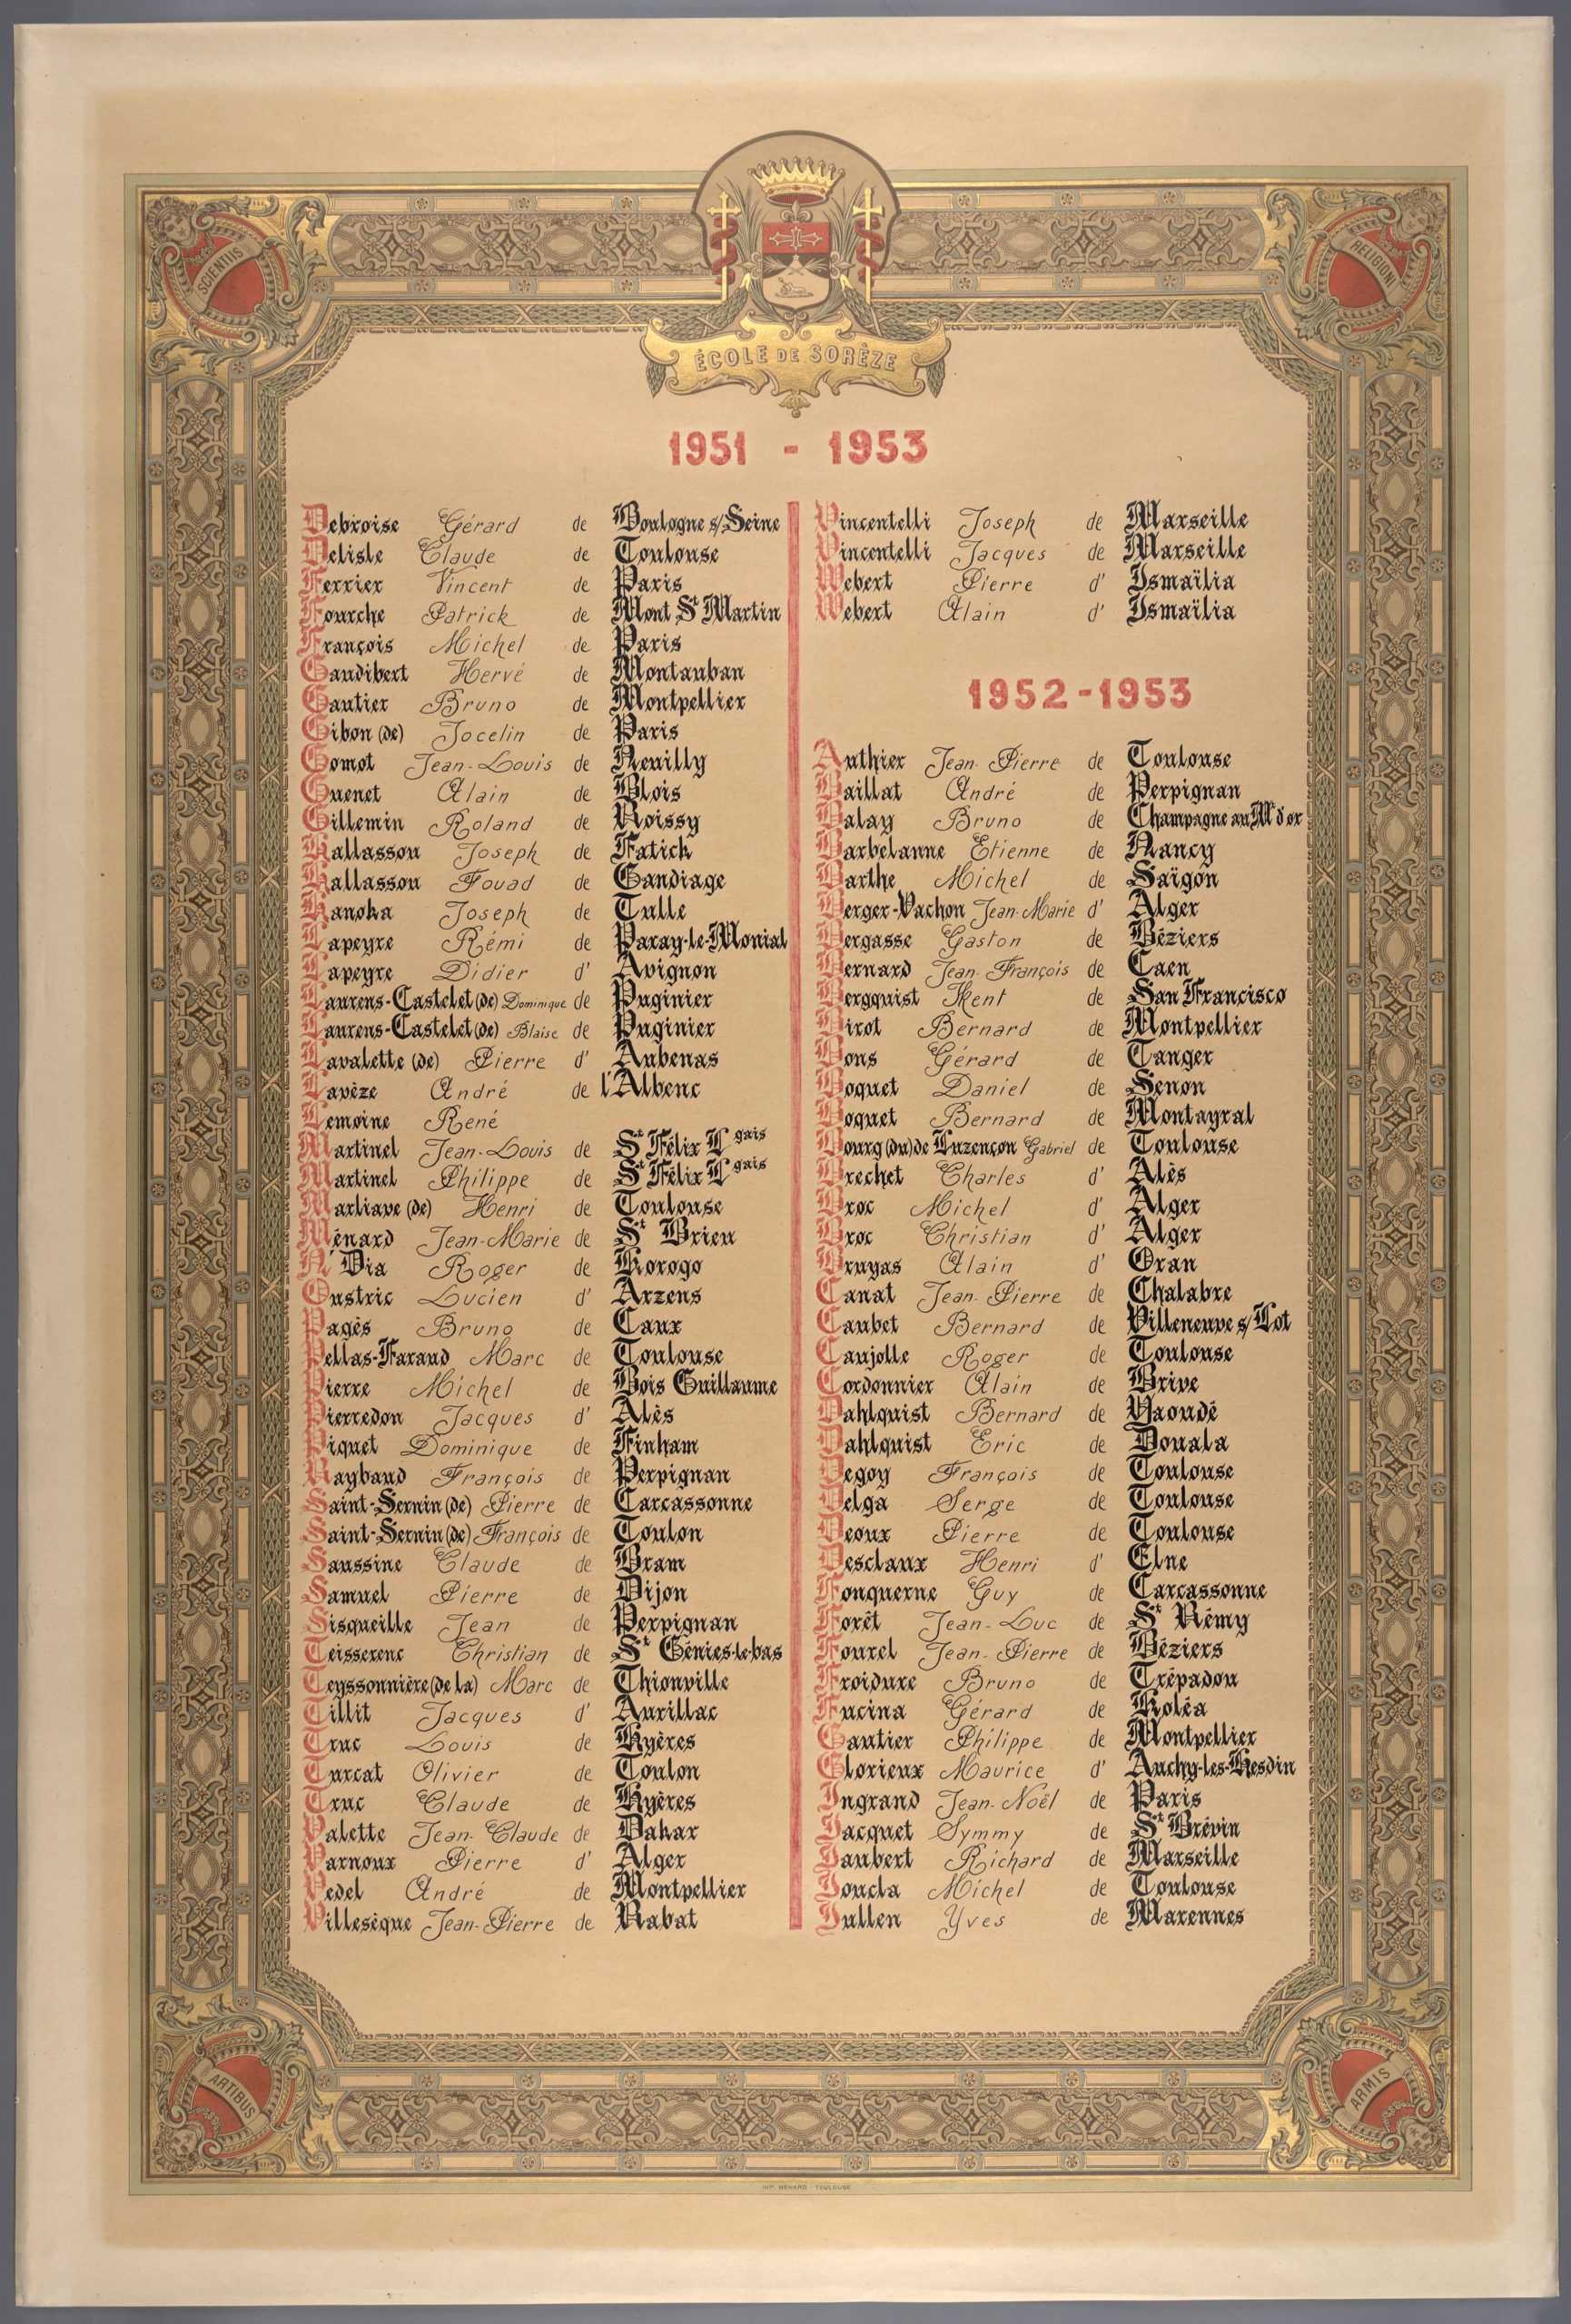 SCIENTIIS
RELIGIONI
ÉCOLE DE SORÈZE
1951 - 1953
Debroise Gérard de Boulogne s/Seine
Delisle Claude de Toulouse
Ferrier Vincent de Paris
Fourche Patrick de Mont St Martin
François Michel de Paris
Gaudibert Hervé de Montauban
Gautier Bruno de Montpellier
Gibon (de) Jocelin de Paris
Gomot Jean-Louis de Neuilly
Guenet Alain de Blois
Gillemin Roland de Noissy
Kallassou Joseph de Fatick
Kallassou Fouad de Gandiage
Kanoka Joseph de Tulle
Lapeyre Rémi de Paray-le-Monial
Lapeyre Didier d' Avignon
Laurens-Castelet (de) Dominique de Puginier
Laurens-Castelet (de) Blaise de Puginier
Lavalette (de) Pierre d' Aubenas
Lavèze André de l'Albenc
Lemoine René
Martinel Jean-Louis de St Félix Lgais
Martinel Philippe de St Félix Lgais
Marliave (de) Henri de Toulouse
Ménard Jean-Marie de St Brieu
N'Dia Roger de Korogo
Oustric Lucien d' Arzens
Pagès Bruno de Caux
Pellas-Faraud Marc de Toulouse
Pierre Michel de Bois Guillaume
Pierredon Jacques d' Alès
Piquet Dominique de Finham
Raybaud François de Perpignan
Saint-Sernin (de) Pierre de Carcassonne
Saint-Sernin (de) François de Toulon
Saussine Claude de Bram
Samuel Pierre de Dijon
Sisqueille Jean de Perpignan
Teisserenc Christian de St Génies-le-bas
Teyssonnière (de la) Marc de Thionville
Tillit Jacques d' Aurillac
Truc Louis de Hyères
Turcat Olivier de Toulon
Truc Claude de Hyères
Valette Jean-Claude de Dakar
Varnoux Pierre d' Alger
Vedel André de Montpellier
Villesèque Jean-Pierre de Rabat
Vincentelli Joseph de Marseille
Vincentelli Jacques de Marseille
Webert Pierre d' Ismaïlia
Webert Alain d' Ismaïlia
1952-1953
Authier Jean-Pierre de Toulouse
Baillat André de Perpignan
Balay Bruno de Champagne au Mt d'or
Barbelanne Etienne de Nancy
Barthe Michel de Saïgon
Berger-Vachon Jean-Marie d' Alger
Bergasse Gaston de Béziers
Bernard Jean-François de Caen
Bergquist Kent de San Francisco
Birot Bernard de Montpellier
Bons Gérard de Tanger
Boquet Daniel de Senon
Boquet Bernard de Montayral
Bourg (du) de Luzençon Gabriel de Toulouse
Brechet Charles d' Alès
Broc Michel d' Alger
Broc Christian d' Alger
Bruyas Alain d' Oran
Canat Jean-Pierre de Chalabre
Caubet Bernard de Villeneuve s/Lot
Caujolle Roger de Toulouse
Cordonnier Alain de Brive
Dahlquist Bernard de Yaoudé
Dahlquist Eric de Douala
Degoy François de Toulouse
Delga Serge de Toulouse
Deoux Pierre de Toulouse
Desclaux Henri d' Elne
Fonquerne Guy de Carcassonne
Forêt Jean-Luc de St Rémy
Fourel Jean-Pierre de Béziers
Froidure Bruno de Trépadou
Fucina Gérard de Koléa
Gautier Philippe de Montpellier
Glorieux Maurice d' Auchy-les-Hesdin
Ingrand Jean-Noël de Paris
Jacquet Symmy de St Brévin
Jaubert Richard de Marseille
Joucla Michel de Toulouse
Jullen Yves de Marennes
ARTIBUS
ARMIS
IMP. MÉNARD - TOULOUSE